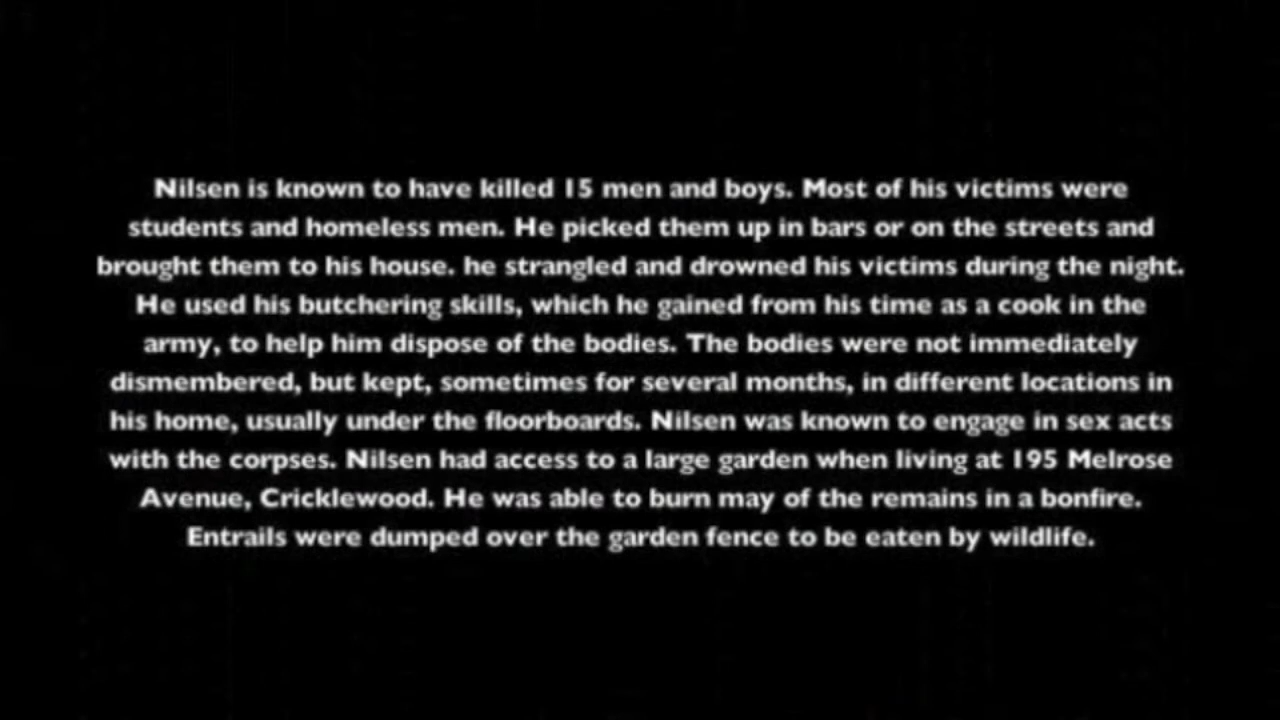 Nilsen is known to have killed 15 men and boys. Most of his victims were
students and homeless men. He picked them up in bars or on the streets and
brought them to his house. he strangled and drowned his victims during the night.
He used his butchering skills, which he gained from his time as a cook in the
army, to help him dispose of the bodies. The bodies were not immediately
dismembered, but kept, sometimes for several months, in different locations in
his home, usually under the floorboards. Nilsen was known to engage in sex acts
with the corpses. Nilsen had access to a large garden when living at 195 Melrose
Avenue, Cricklewood. He was able to burn may of the remains in a bonfire.
Entrails were dumped over the garden fence to be eaten by wildlife.